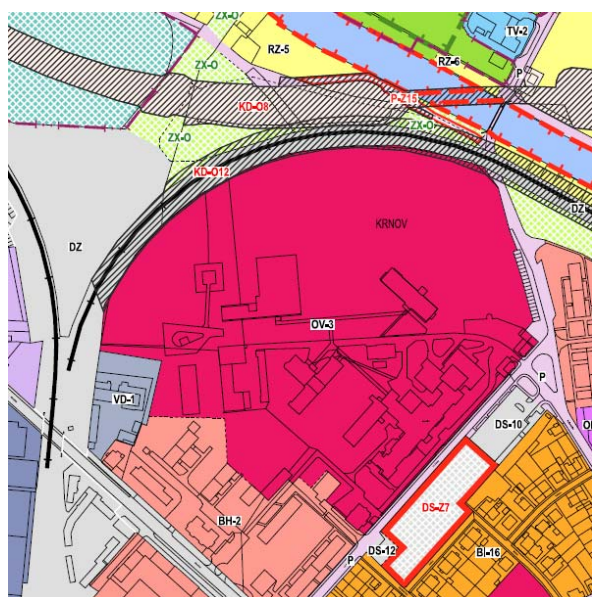 ZX-O
TV-2
RZ-5
RZ-6
P
KD-O8
P-Z15
ZX-O
ZX-O
ZX-O
KD-O12
DZ
DZ
KRNOV
OV-3
VD-1
P
DS-10
BH-2
DS-Z7
P
DS-12
BI-16